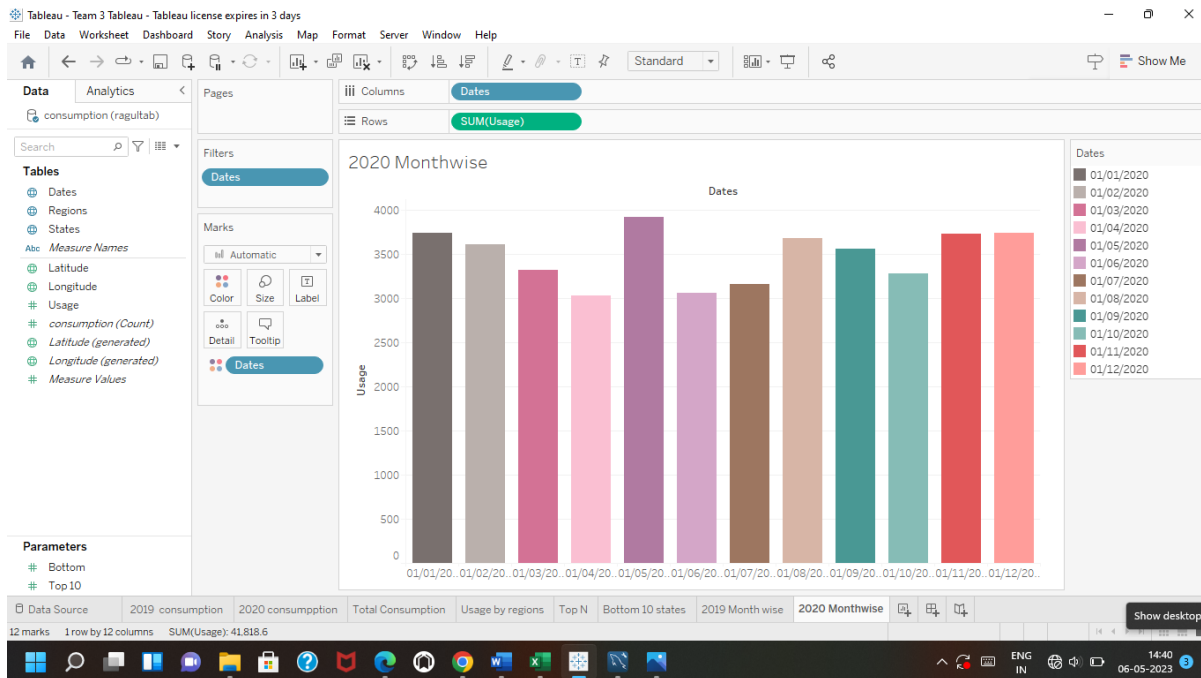 Tableau - Team 3 Tableau - Tableau license expires in 3 days
File Data Worksheet Dashboard Story Analysis Map Format Server Window Help
Standard
Show Me
Data Analytics
consumption (ragultab)
Search
Tables
Dates
Regions
States
Abc Measure Names
Latitude
Longitude
# Usage
# consumption (Count)
Latitude (generated)
Longitude (generated)
# Measure Values
Parameters
# Bottom
# Top 10
Pages
Filters
Dates
Marks
Automatic
Color Size Label
Detail Tooltip
Dates
Columns Dates
Rows SUM(Usage)
2020 Monthwise
Dates
Usage
4000
3500
3000
2500
2000
1500
1000
500
0
01/01/20.. 01/02/20.. 01/03/20.. 01/04/20.. 01/05/20.. 01/06/20.. 01/07/20.. 01/08/20.. 01/09/20.. 01/10/20.. 01/11/20.. 01/12/20..
Dates
01/01/2020
01/02/2020
01/03/2020
01/04/2020
01/05/2020
01/06/2020
01/07/2020
01/08/2020
01/09/2020
01/10/2020
01/11/2020
01/12/2020
Data Source 2019 consumption 2020 consumpption Total Consumption Usage by regions Top N Bottom 10 states 2019 Month wise 2020 Monthwise
Show desktop
12 marks 1 row by 12 columns SUM(Usage): 41,818.6
ENG
IN
14:40
06-05-2023
3